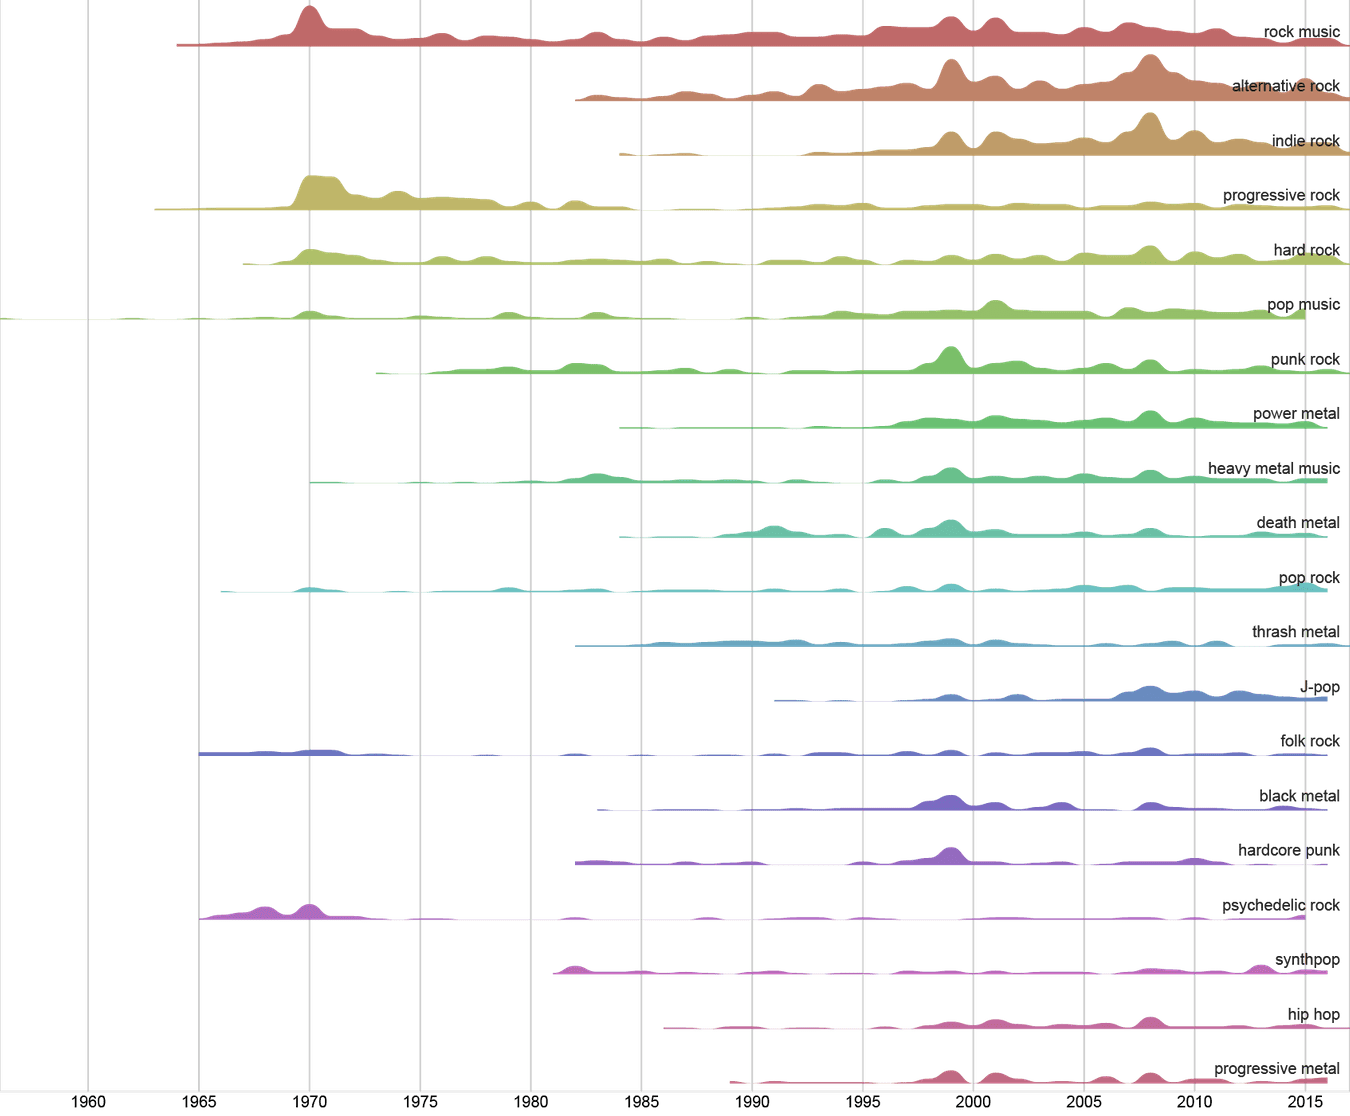 rock music
alternative rock
indie rock
progressive rock
hard rock
pop music
punk rock
power metal
heavy metal music
death metal
pop rock
thrash metal
J-pop
folk rock
black metal
hardcore punk
psychedelic rock
synthpop
hip hop
progressive metal
1960 1965 1970 1975 1980 1985 1990 1995 2000 2005 2010 2015